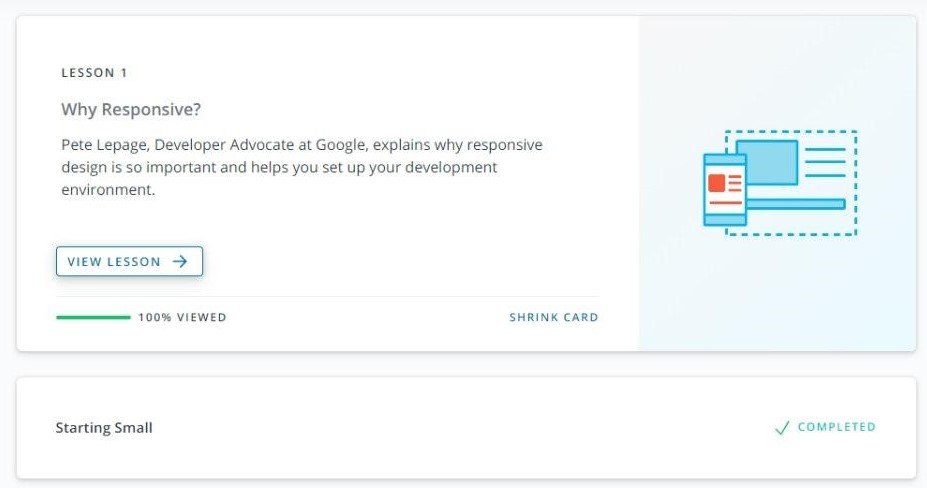 LESSON 1
Why Responsive?
Pete Lepage, Developer Advocate at Google, explains why responsive
design is so important and helps you set up your development
environment.
VIEW LESSON
100% VIEWED
SHRINK CARD
Starting Small
COMPLETED